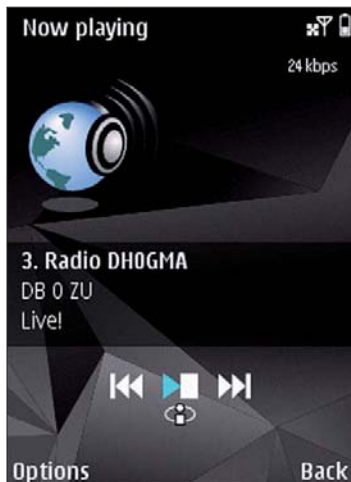 Now playing
24 kbps
3. Radio DH0GMA
DB 0 ZU
Live!
Options Back